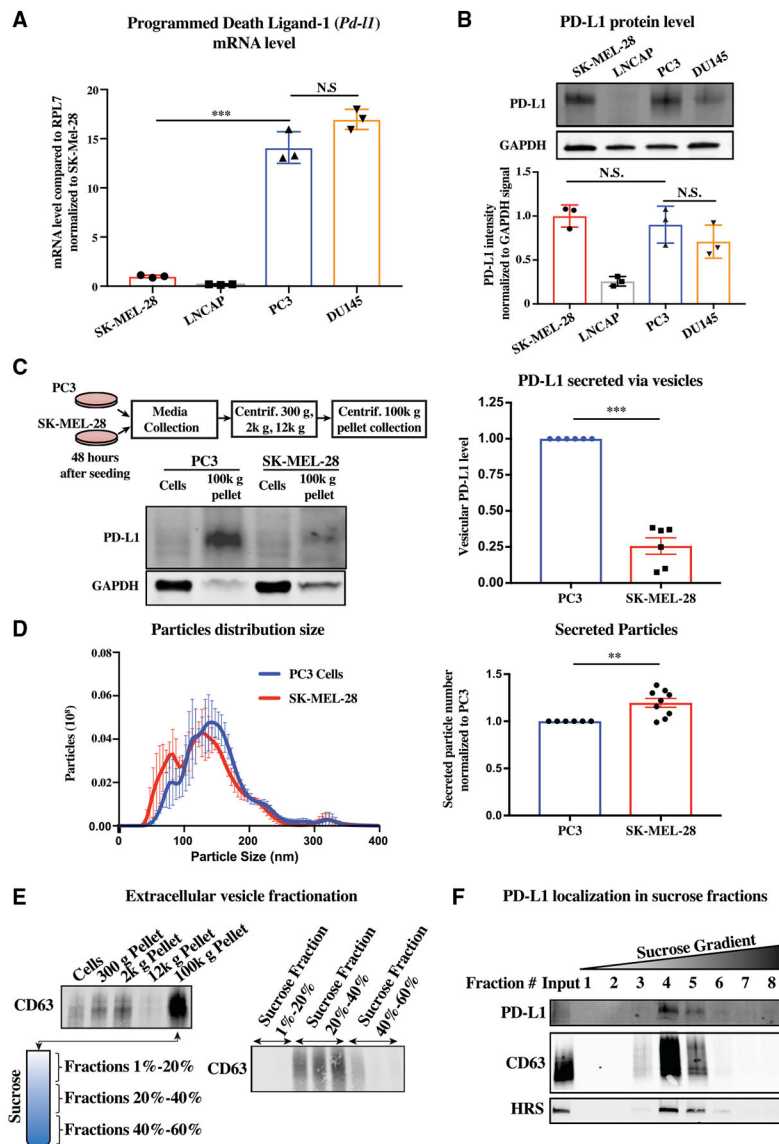 A
Programmed Death Ligand-1 (Pd-l1)
mRNA level
mRNA level compared to RPL7
normalized to SK-Mel-28
20
15
10
5
0
***
N.S
SK-MEL-28
LNCAP
PC3
DU145
B
PD-L1 protein level
SK-MEL-28
LNCAP
PC3
DU145
PD-L1
GAPDH
PD-L1 intensity
normalized to GAPDH signal
1.5
1.0
0.5
0.0
N.S.
N.S.
SK-MEL-28
LNCAP
PC3
DU145
C
PC3
SK-MEL-28
48 hours
after seeding
Media
Collection
Centrif. 300 g,
2k g, 12k g
Centrif. 100k g
pellet collection
PC3
SK-MEL-28
Cells
100k g
pellet
Cells
100k g
pellet
PD-L1
GAPDH
PD-L1 secreted via vesicles
Vesicular PD-L1 level
1.25
1.00
0.75
0.50
0.25
0.00
***
PC3
SK-MEL-28
D
Particles distribution size
Particles (10⁸)
0.08
0.06
0.04
0.02
0.00
PC3 Cells
SK-MEL-28
0
100
200
300
400
Particle Size (nm)
Secreted Particles
Secreted particle number
normalized to PC3
1.5
1.0
0.5
0.0
**
PC3
SK-MEL-28
E
Extracellular vesicle fractionation
Cells
300 g Pellet
2k g Pellet
12k g Pellet
100k g Pellet
CD63
Sucrose
Fractions 1%-20%
Fractions 20%-40%
Fractions 40%-60%
Sucrose Fraction
1%-20%
Sucrose Fraction
20%-40%
Sucrose Fraction
40%-60%
CD63
F
PD-L1 localization in sucrose fractions
Sucrose Gradient
Fraction # Input 1 2 3 4 5 6 7 8
PD-L1
CD63
HRS